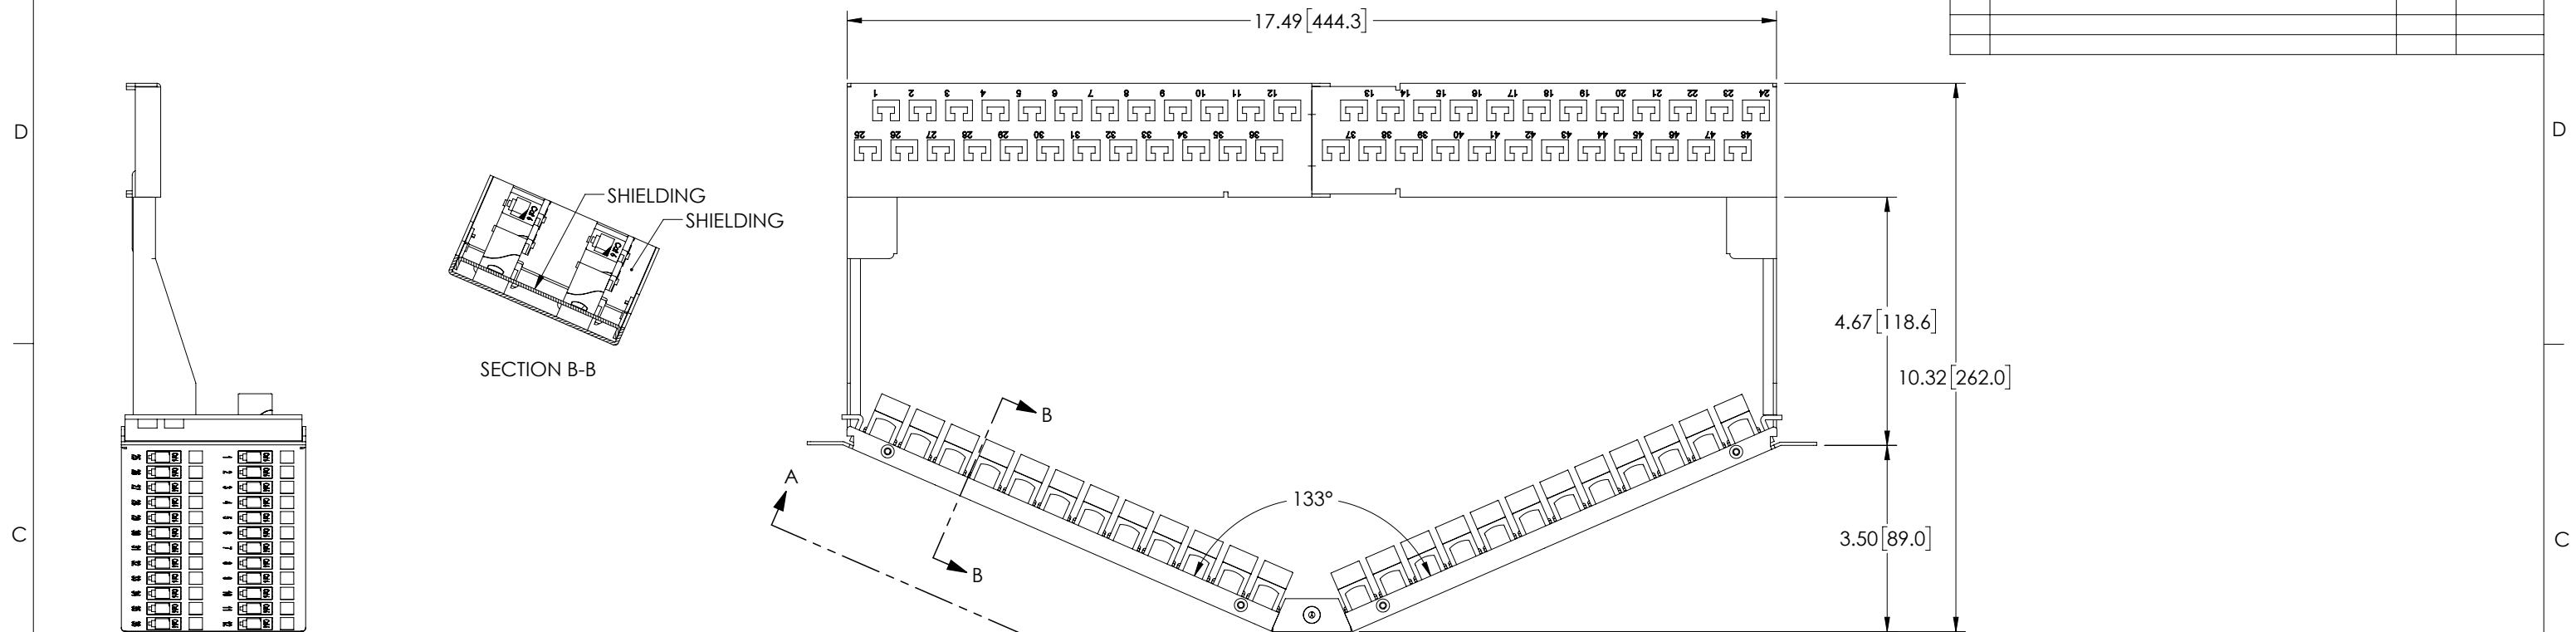 17.49[444.3]
1 2 3 4 5 6 7 8 9 10 11 12 13 14 15 16 17 18 19 20 21 22 23 24
25 26 27 28 29 30 31 32 33 34 35 36 37 38 39 40 41 42 43 44 45 46 47 48
D
D
SHIELDING
SHIELDING
SECTION B-B
4.67[118.6]
10.32[262.0]
B
A
133°
B
3.50[89.0]
C
C